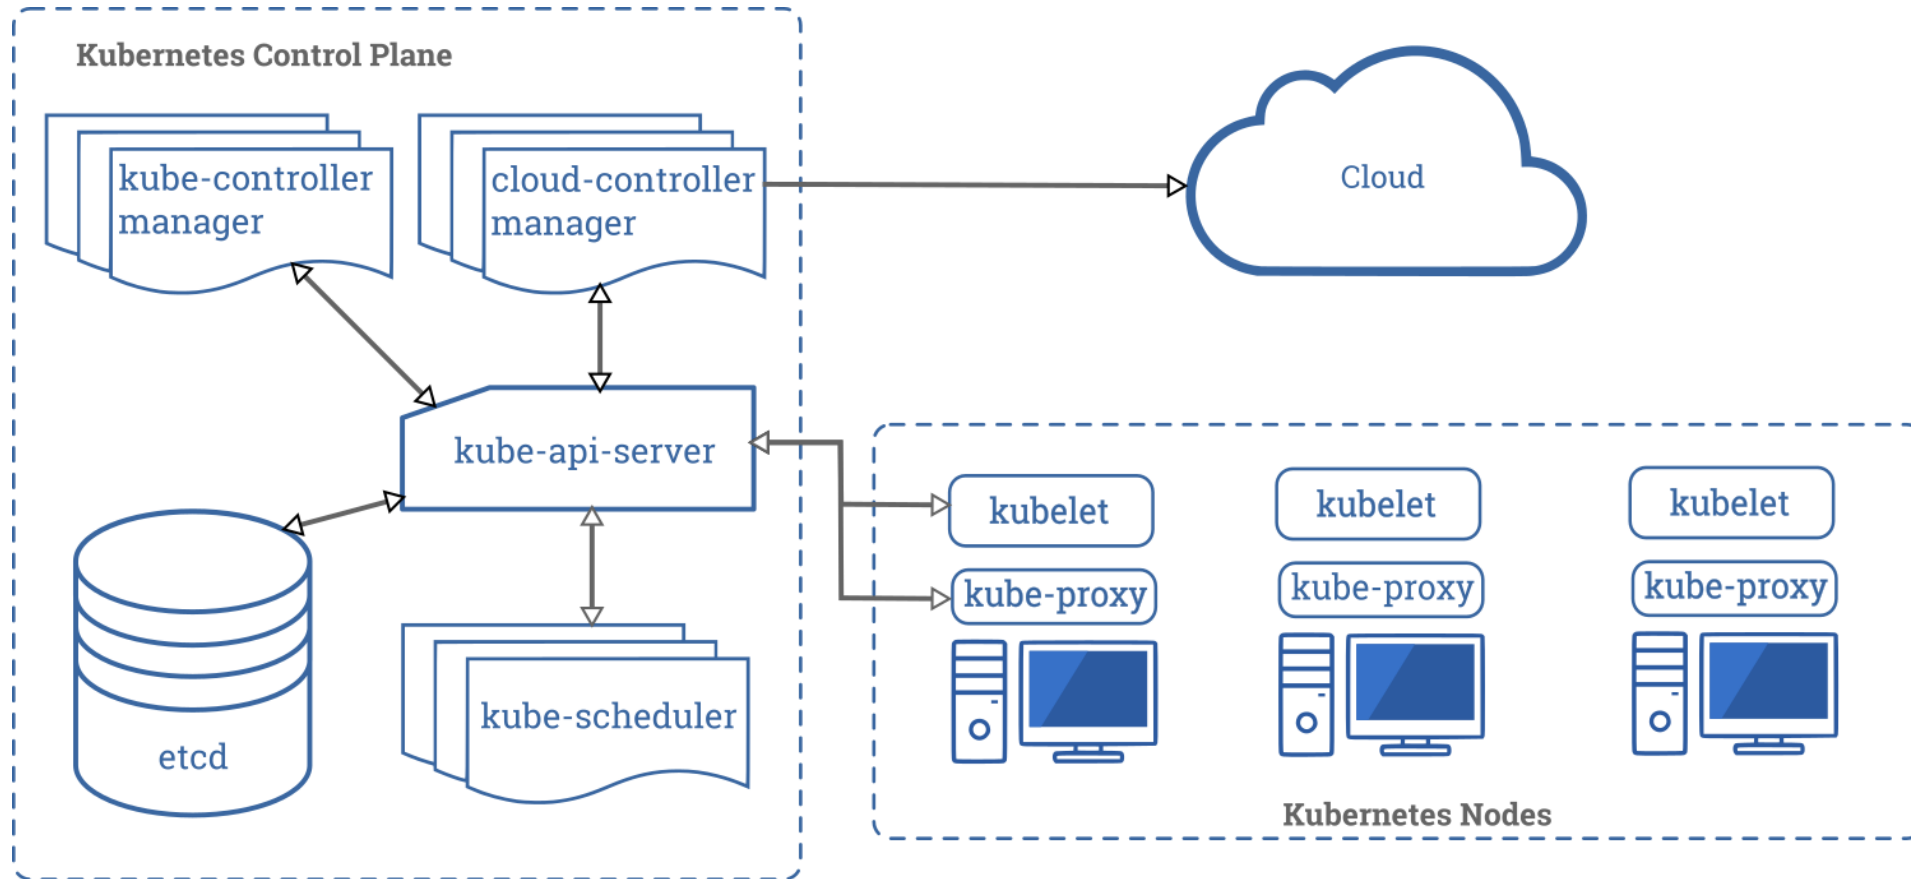 Kubernetes Control Plane
kube-controller
manager
cloud-controller
manager
Cloud
kube-api-server
kubelet
kubelet
kubelet
kube-proxy
kube-proxy
kube-proxy
kube-scheduler
etcd
Kubernetes Nodes